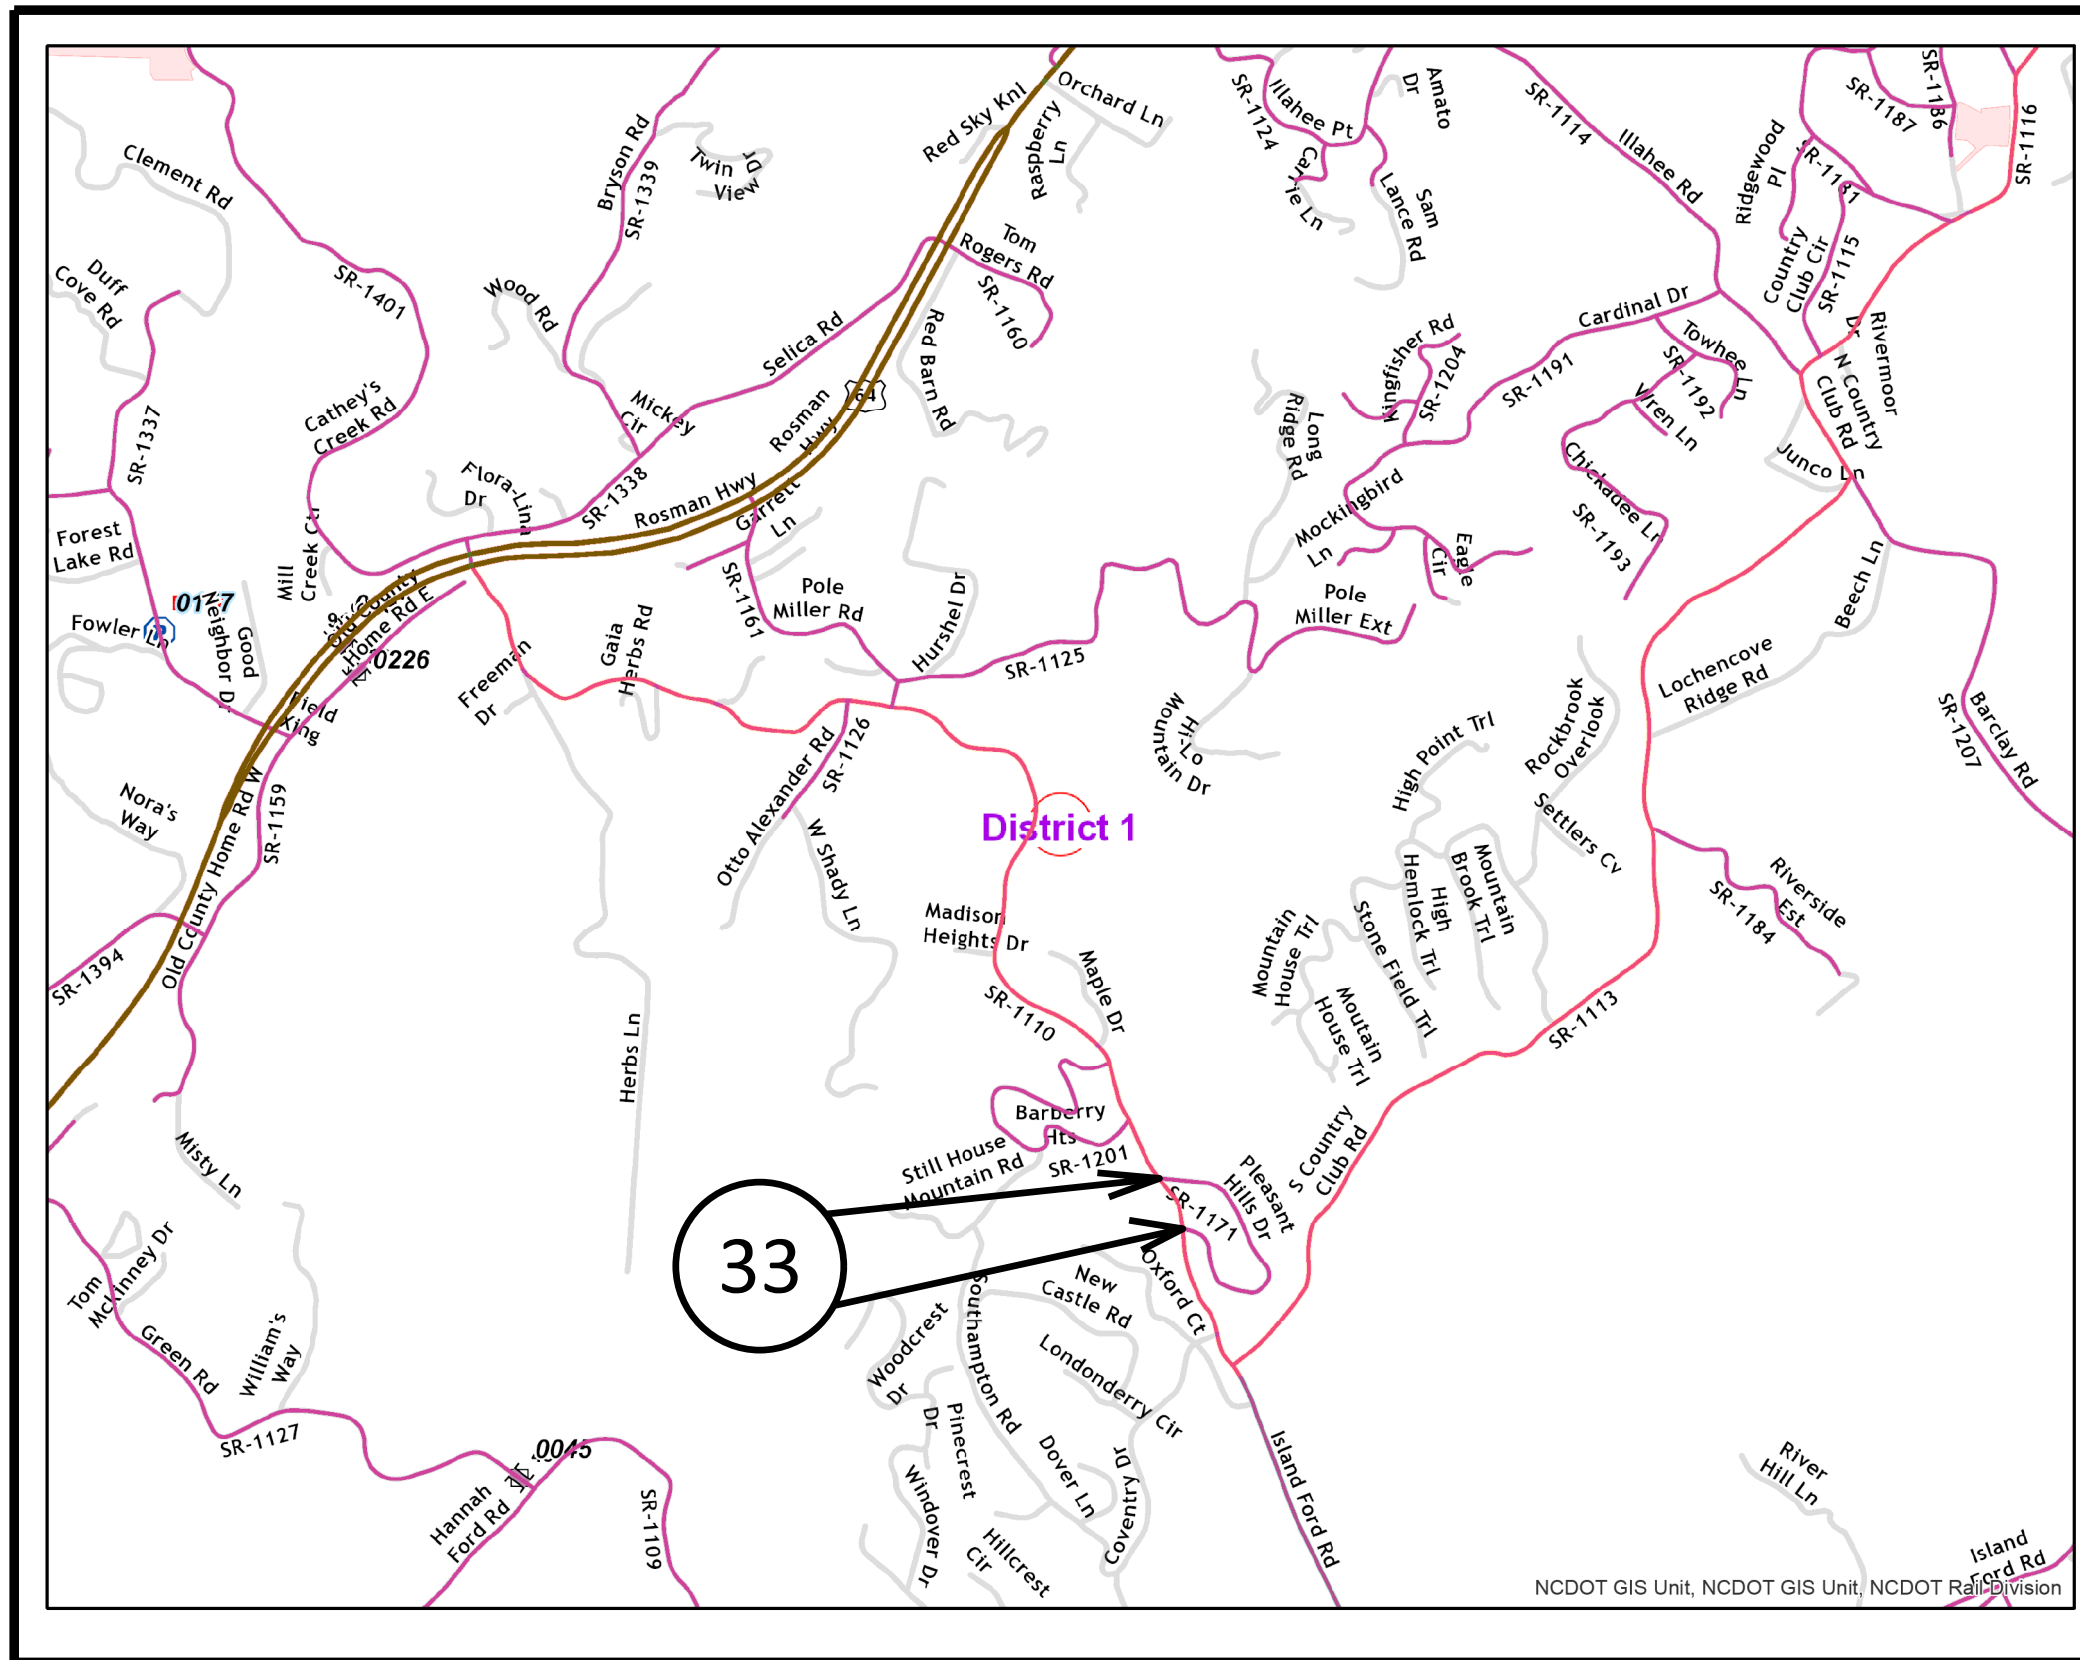 Orchard Ln
Red Sky Knl
Raspberry
Ln
SR-1124
Illahee Pt
Amato
Dr
SR-1114
Illahee Rd
SR-1187
SR-1186
SR-1116
Clement Rd
Bryson Rd
SR-1339
Twin
View
Dr
Carrie Ln
Sam
Lance Rd
Ridgewood
Pl
SR-1181
Duff
Cove Rd
SR-1401
Wood Rd
Tom
Rogers Rd
SR-1160
Country
Club Cir
SR-1115
Selica Rd
Red Barn Rd
Cardinal Dr
Towhee
Ln
SR-1192
Rivermoor
Dr
N Country
Club Rd
Kingfisher Rd
SR-1204
SR-1191
Wren Ln
SR-1337
Cathey's
Creek Rd
Mickey
Cir
Rosman
Hwy
64
Long
Ridge Rd
Junco Ln
Flora-Lina
Dr
SR-1338
Rosman Hwy
Garrett
Ln
Mockingbird
Ln
Chickadee Ln
SR-1193
Forest
Lake Rd
Mill
Creek Ctr
Old County
Home Rd E
SR-1161
Pole
Miller Rd
Hurshel Dr
Eagle
Cir
Pole
Miller Ext
Beech Ln
Fowler Ln
Good
Neighbor Dr
0226
Freeman
Dr
Gaia
Herbs Rd
SR-1125
Lochencove
Ridge Rd
Field
Xing
Otto Alexander Rd
SR-1126
Hi-Lo
Mountain Dr
High Point Trl
Rockbrook
Overlook
SR-1207
Barclay Rd
Nora's
Way
Old County Home Rd W
SR-1159
W Shady Ln
District 1
Settlers Cv
SR-1394
Madison
Heights Dr
Maple Dr
Mountain
House Trl
Stone Field Trl
High
Hemlock Trl
Mountain
Brook Trl
Riverside
Est
SR-1184
SR-1110
Moutain
House Trl
SR-1113
Herbs Ln
Misty Ln
Barberry
Hts
SR-1201
Still House
Mountain Rd
Pleasant
Hills Dr
SR-1171
S Country
Club Rd
33
Tom
McKinney Dr
Green Rd
William's
Way
New
Castle Rd
Oxford Ct
Southampton Rd
Woodcrest
Dr
Londonderry Cir
SR-1127
0045
Hannah
Ford Rd
SR-1109
Pinecrest
Dr
Windover Dr
Dover Ln
Coventry Dr
Hillcrest
Cir
Island Ford Rd
River
Hill Ln
Island
Ford Rd
NCDOT GIS Unit, NCDOT GIS Unit, NCDOT Rail Division